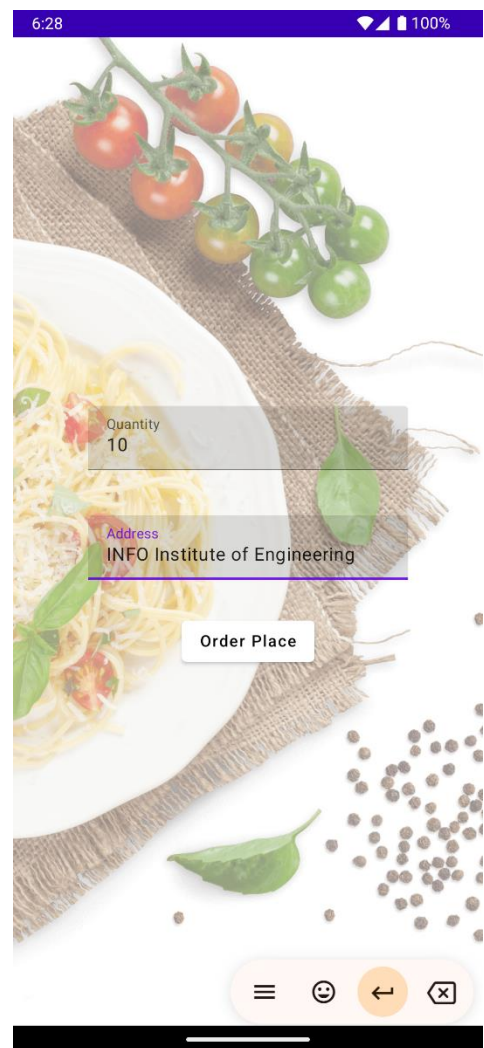 6:28
100%
Quantity
10
Address
INFO Institute of Engineering
Order Place